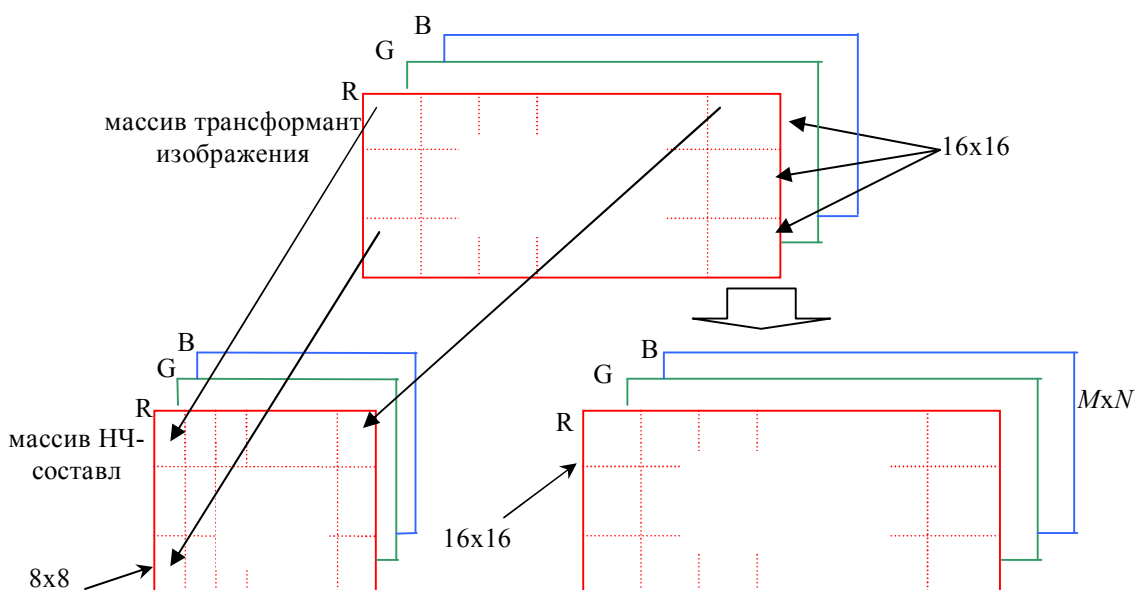 B
G
R
массив трансформант
изображения
16x16
B
G
R
массив НЧ-
составл
8x8
B
G
R
MxN
16x16